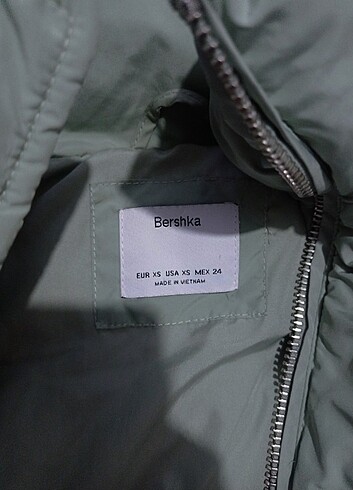 Bershka
EUR XS USA XS MEX 24
MADE IN VIETNAM